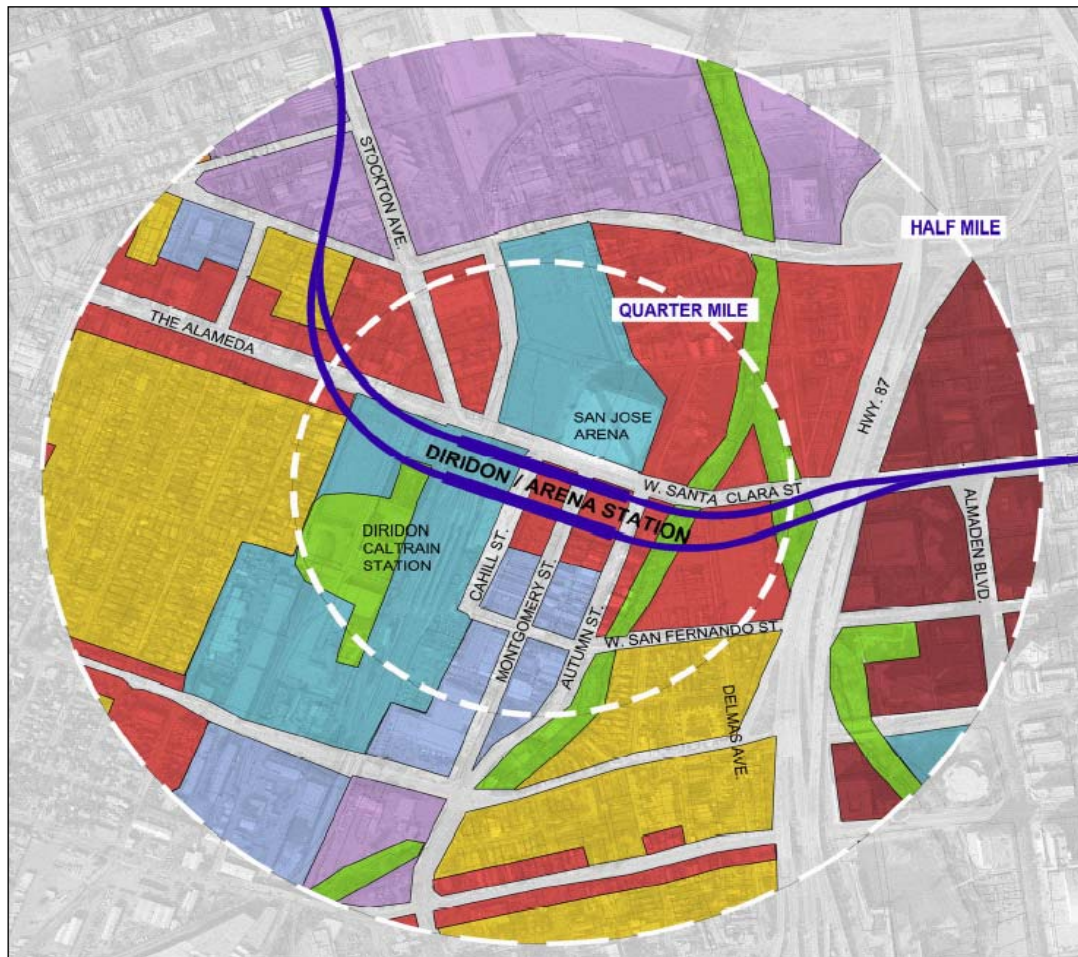 STOCKTON AVE.
HALF MILE
QUARTER MILE
THE ALAMEDA
HWY. 87
SAN JOSE
ARENA
DIRIDON / ARENA STATION
W. SANTA CLARA ST
ALMADEN BLVD.
DIRIDON
CALTRAIN
STATION
CAHILL ST.
MONTGOMERY ST.
AUTUMN ST.
W. SAN FERNANDO ST.
DELMAS AVE.